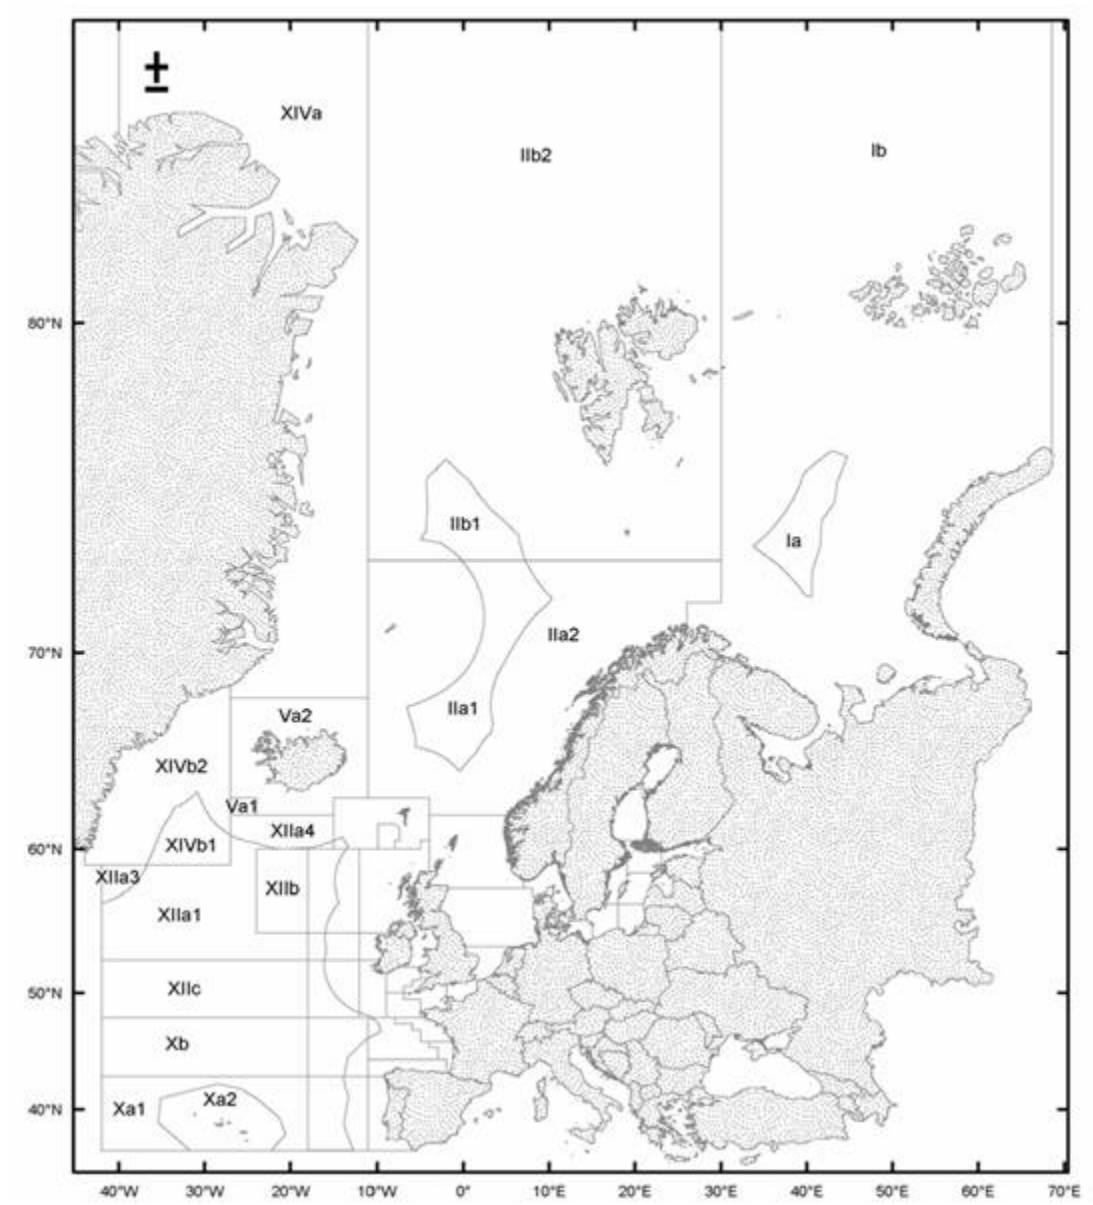 ±
XIVa
IIb2
Ib
80°N
IIb1
Ia
IIa2
70°N
IIa1
Va2
XIVb2
Va1
XIIa4
XIVb1
60°N
XIIa3
XIIb
XIIa1
XIIc
50°N
Xb
Xa2
Xa1
40°N
40°W 30°W 20°W 10°W 0° 10°E 20°E 30°E 40°E 50°E 60°E 70°E